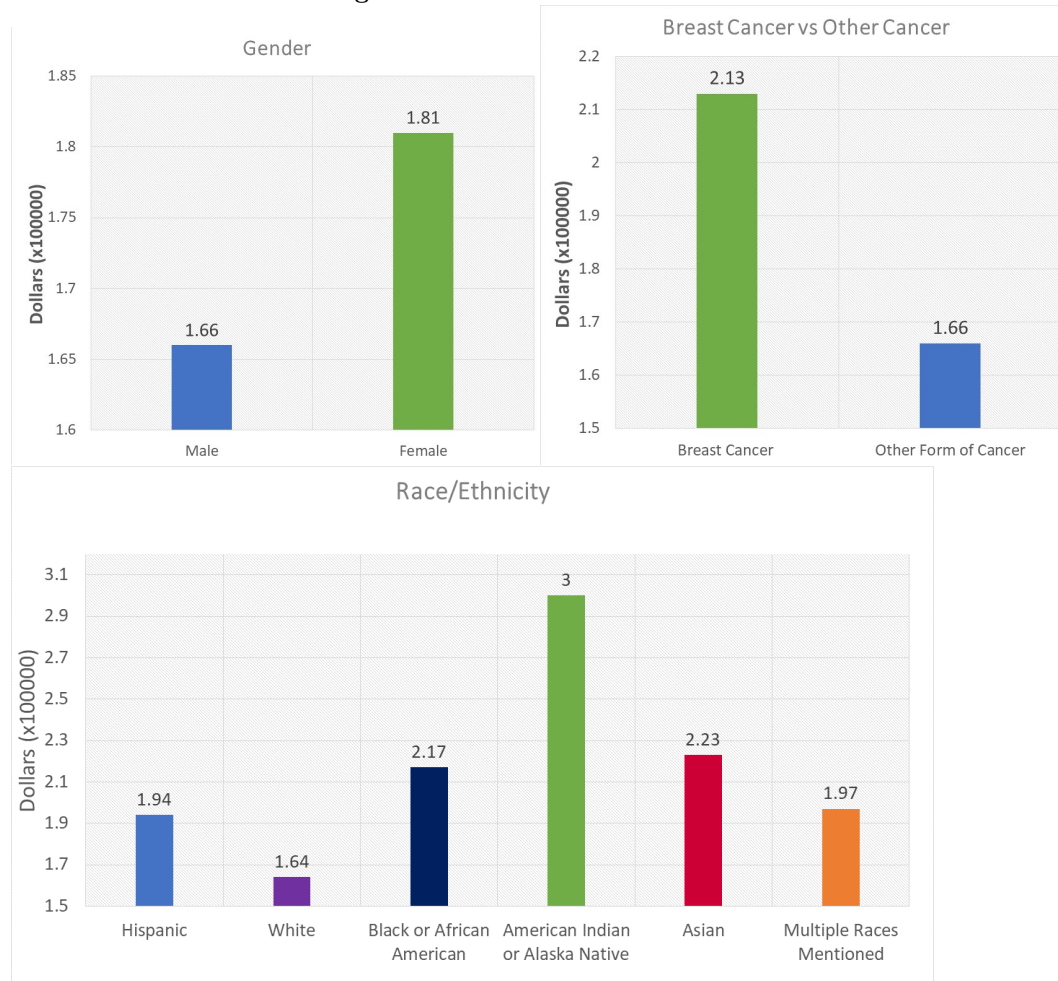 Gender
1.85
1.8
1.75
1.7
1.65
1.6
Dollars (x100000)
1.66
1.81
Male
Female
Breast Cancer vs Other Cancer
2.2
2.1
2
1.9
1.8
1.7
1.6
1.5
Dollars (x100000)
2.13
1.66
Breast Cancer
Other Form of Cancer
Race/Ethnicity
3.1
2.9
2.7
2.5
2.3
2.1
1.9
1.7
1.5
Dollars (x100000)
1.94
1.64
2.17
3
2.23
1.97
Hispanic
White
Black or African
American
American Indian
or Alaska Native
Asian
Multiple Races
Mentioned